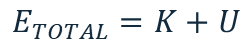 E_TOTAL = K + U